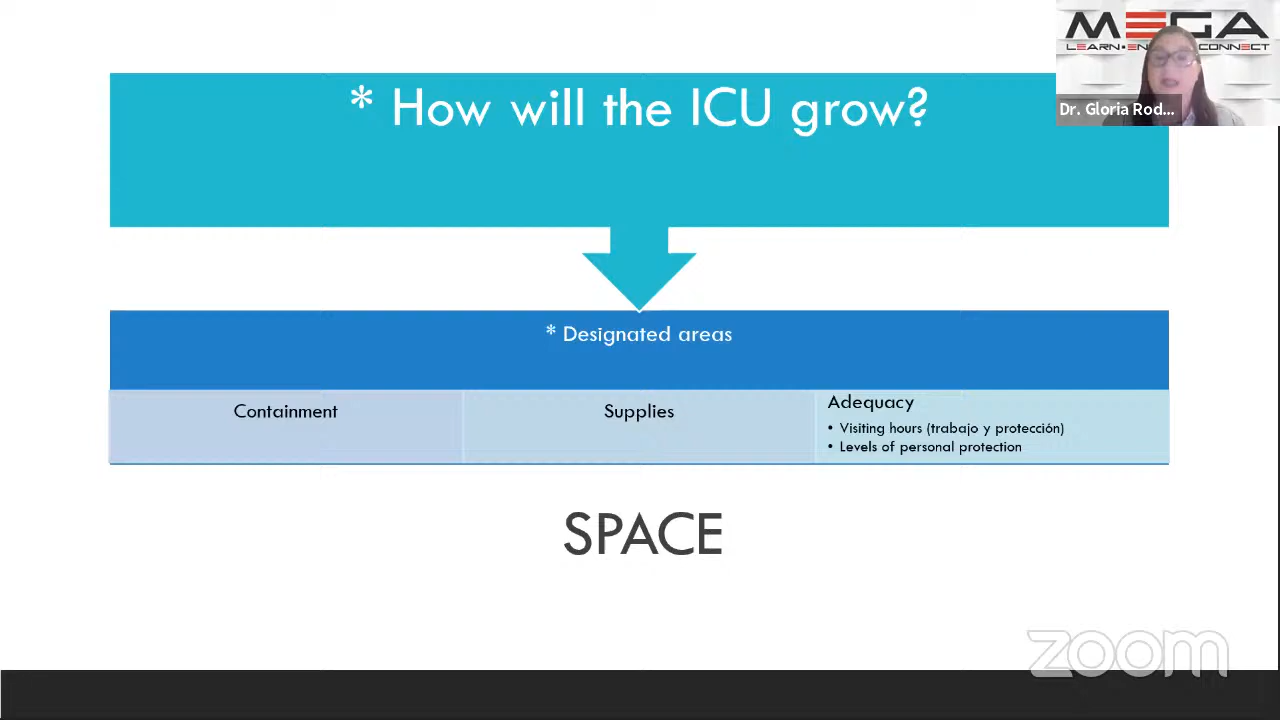 MEGA
LEARN•EN CONNECT
Dr. Gloria Rod...
* How will the ICU grow?
* Designated areas
Containment
Supplies
Adequacy
• Visiting hours (trabajo y protección)
• Levels of personal protection
SPACE
zoom